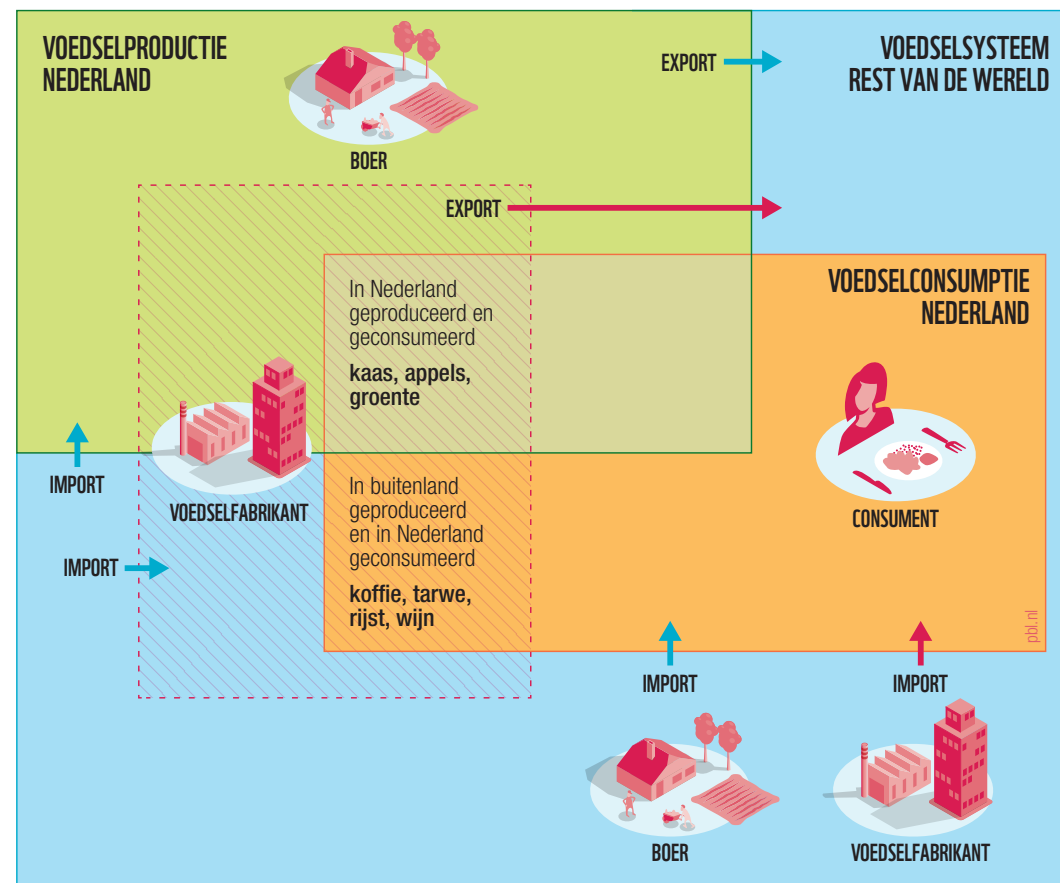 VOEDSELPRODUCTIE
NEDERLAND
BOER
EXPORT
VOEDSELSYSTEEM
REST VAN DE WERELD
EXPORT
In Nederland
geproduceerd en
geconsumeerd
kaas, appels,
groente
VOEDSELCONSUMPTIE
NEDERLAND
IMPORT
VOEDSELFABRIKANT
IMPORT
In buitenland
geproduceerd
en in Nederland
geconsumeerd
koffie, tarwe,
rijst, wijn
CONSUMENT
pbl.nl
IMPORT
IMPORT
BOER
VOEDSELFABRIKANT